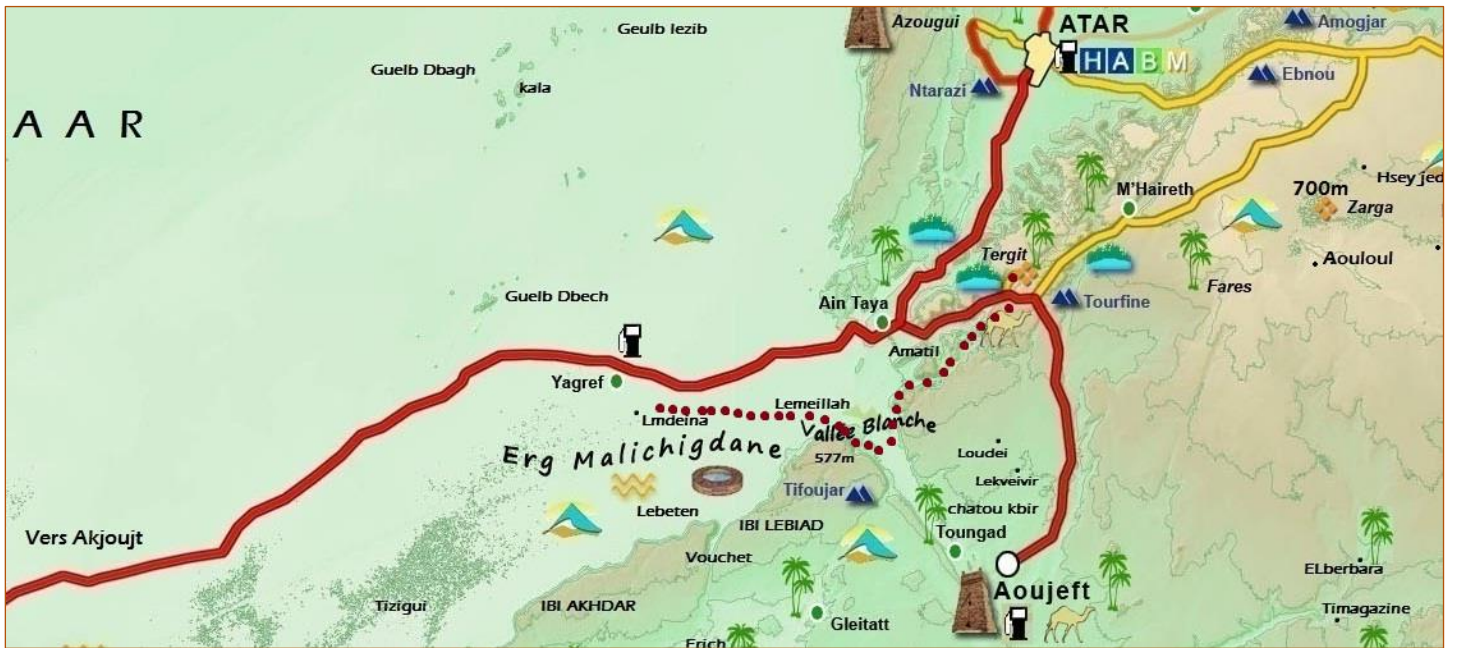 Azougui
ATAR
Amogjar
Geulb Iezib
Guelb Dbagh
H A B M
Ebnou
kala
Ntarazi
A A R
Hsey jed
M'Haireth
700m
Zarga
Tergit
Aouloul
Fares
Guelb Dbech
Ain Taya
Tourfine
Amatil
Yagref
Lemeillah
Lmdeina
Vallée Blanche
Erg Malichigdane
577m
Loudei
Lekveivir
Tifoujar
chatou kbir
Lebeten
IBI LEBIAD
Toungad
Vers Akjoujt
Vouchet
ELberbara
Aoujeft
Tizigui
IBI AKHDAR
Timagazine
Gleitatt
Erich